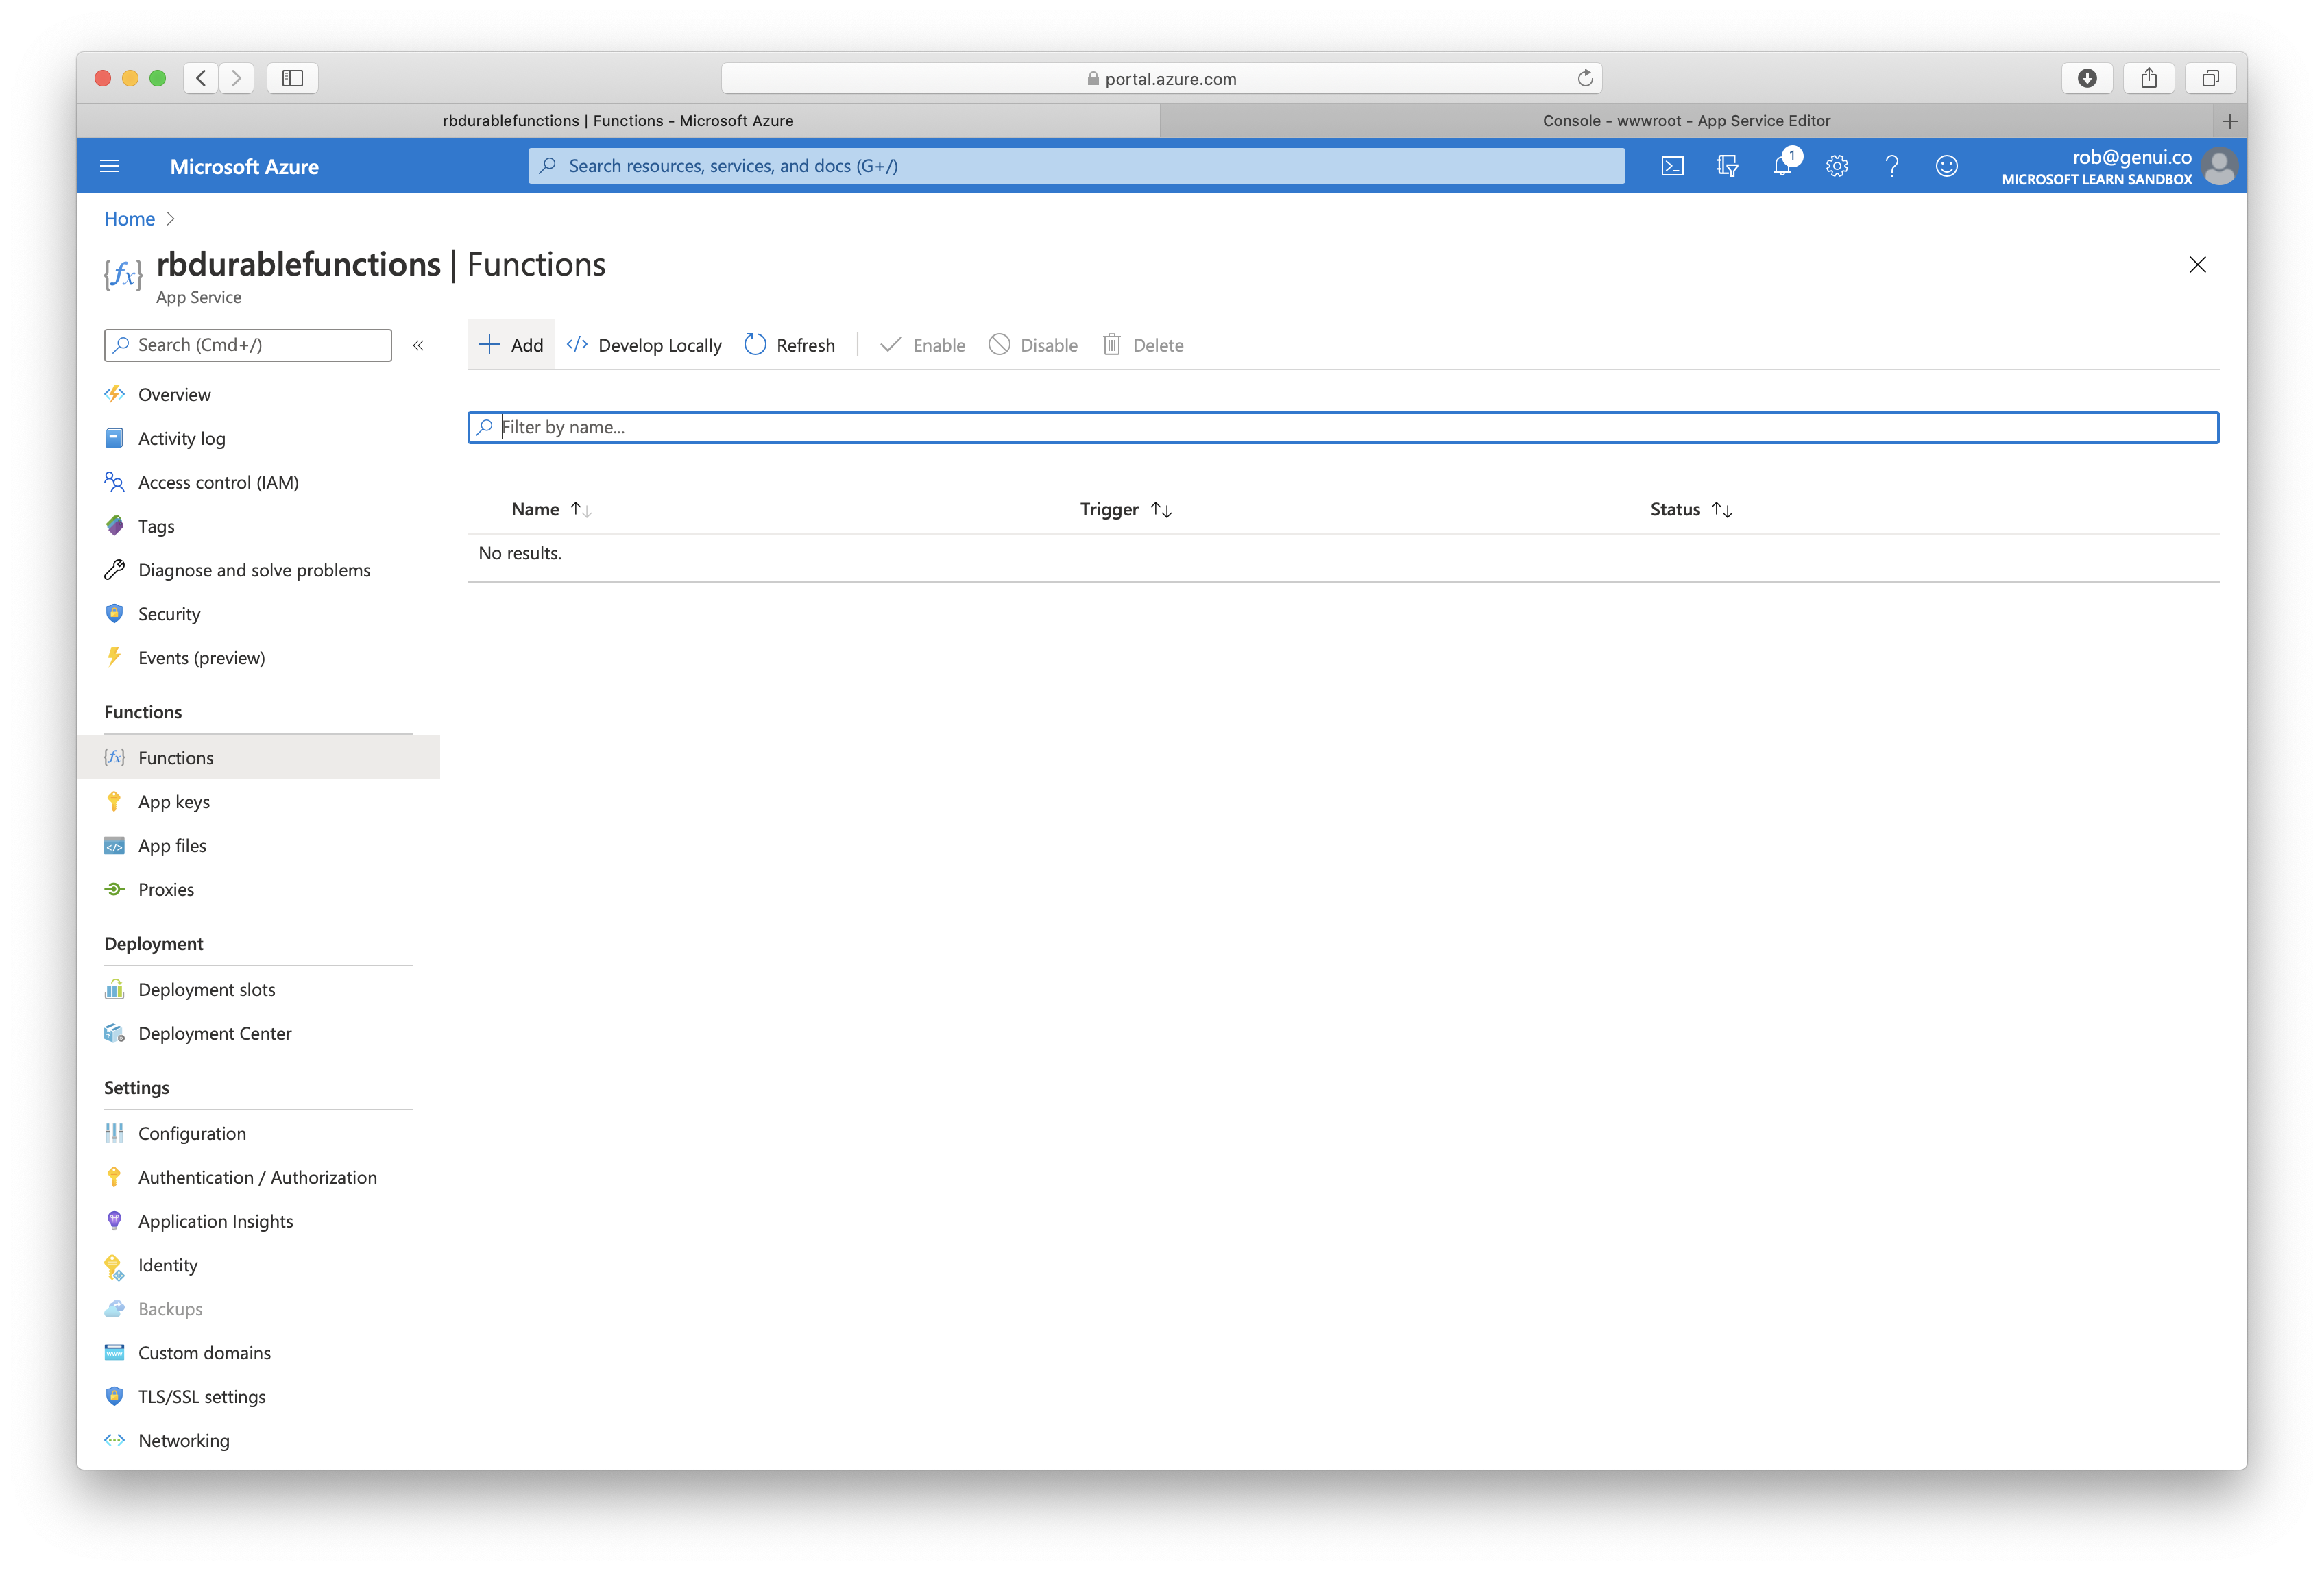 portal.azure.com
rbdurablefunctions | Functions - Microsoft Azure
Console - wwwroot - App Service Editor
Microsoft Azure
Search resources, services, and docs (G+/)
1
rob@genui.co
MICROSOFT LEARN SANDBOX
Home
rbdurablefunctions | Functions
App Service
Search (Cmd+/)
Add
Develop Locally
Refresh
Enable
Disable
Delete
Filter by name...
Name
Trigger
Status
No results.
Overview
Activity log
Access control (IAM)
Tags
Diagnose and solve problems
Security
Events (preview)
Functions
Functions
App keys
App files
Proxies
Deployment
Deployment slots
Deployment Center
Settings
Configuration
Authentication / Authorization
Application Insights
Identity
Backups
Custom domains
TLS/SSL settings
Networking